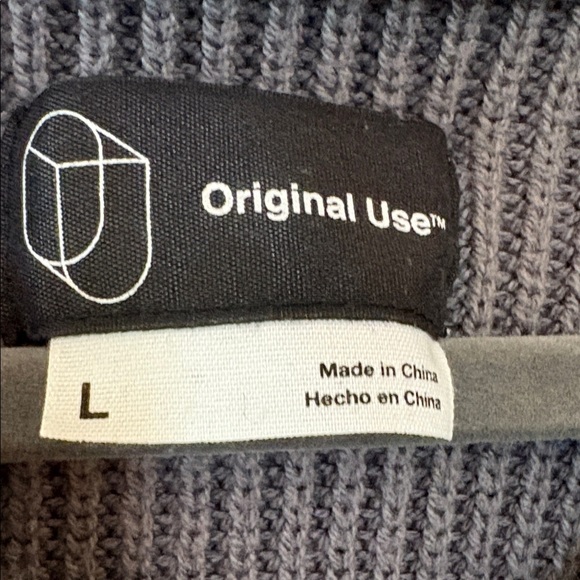 Original Use™
L
Made in China
Hecho en China